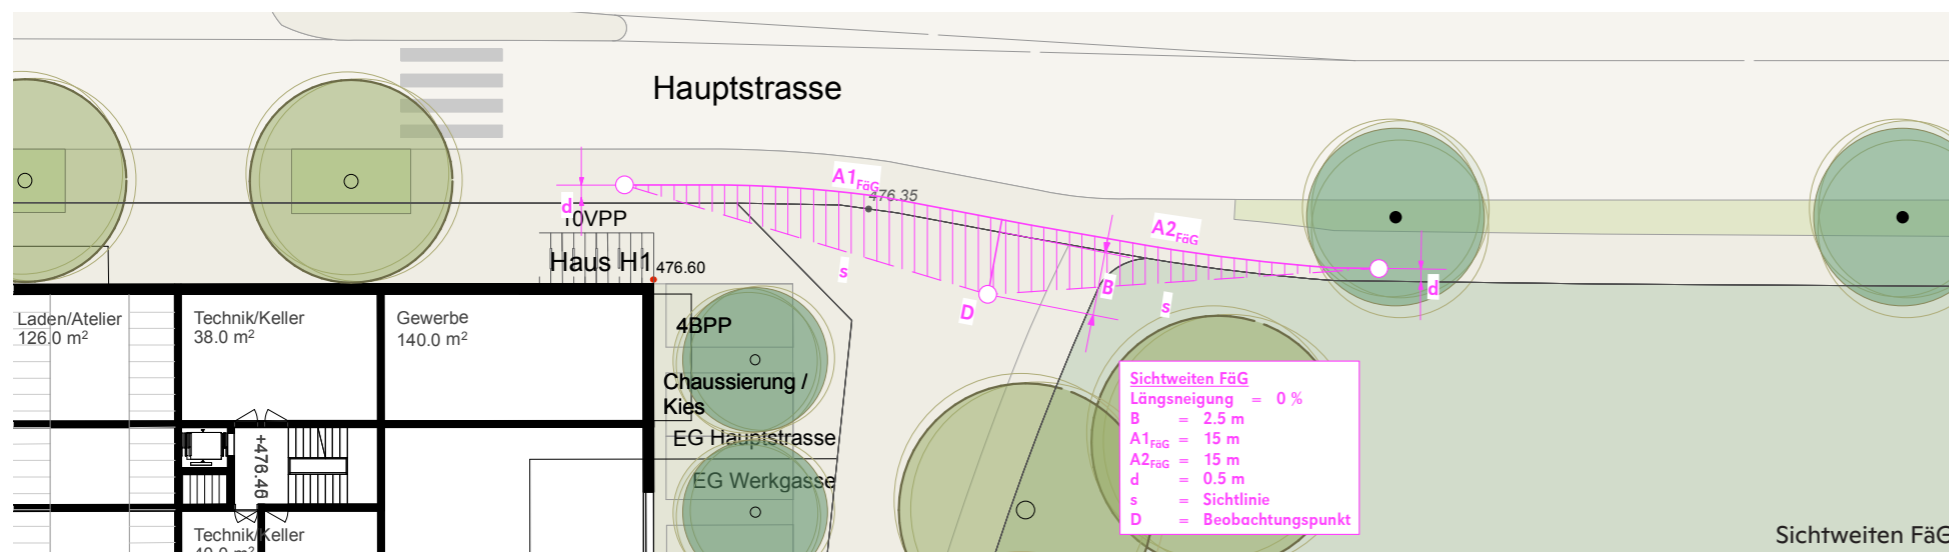 Hauptstrasse
A1FäG
476.35
d
10VPP
A2FäG
Haus H1
476.60
s
B
D
s
d
Laden/Atelier
126.0 m²
Technik/Keller
38.0 m²
Gewerbe
140.0 m²
4BPP
Chaussierung /
Kies
EG Hauptstrasse
EG Werkgasse
+476.46
Technik/Keller
Sichtweiten FäG
Längsneigung = 0 %
B = 2.5 m
A1FäG = 15 m
A2FäG = 15 m
d = 0.5 m
s = Sichtlinie
D = Beobachtungspunkt
Sichtweiten FäG